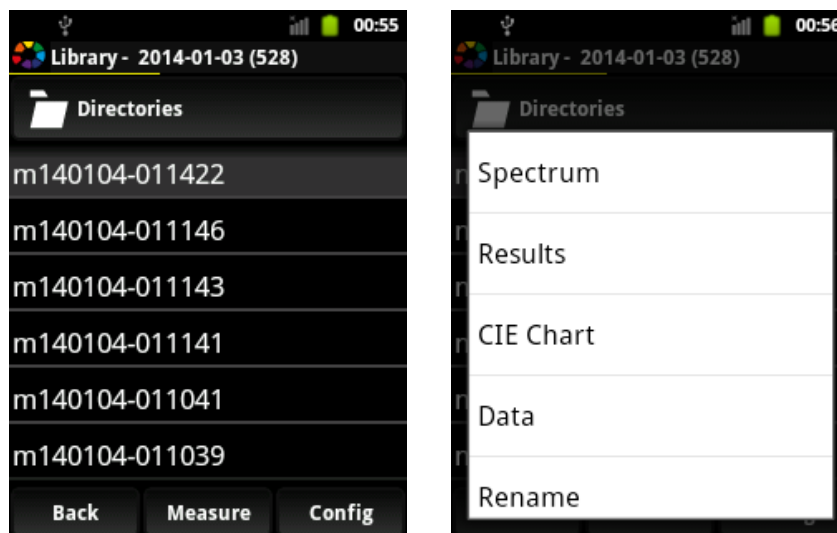 00:55
Library - 2014-01-03 (528)
Directories
m140104-011422
m140104-011146
m140104-011143
m140104-011141
m140104-011041
m140104-011039
Back Measure Config
00:56
Library - 2014-01-03 (528)
Directories
Spectrum
Results
CIE Chart
Data
Rename